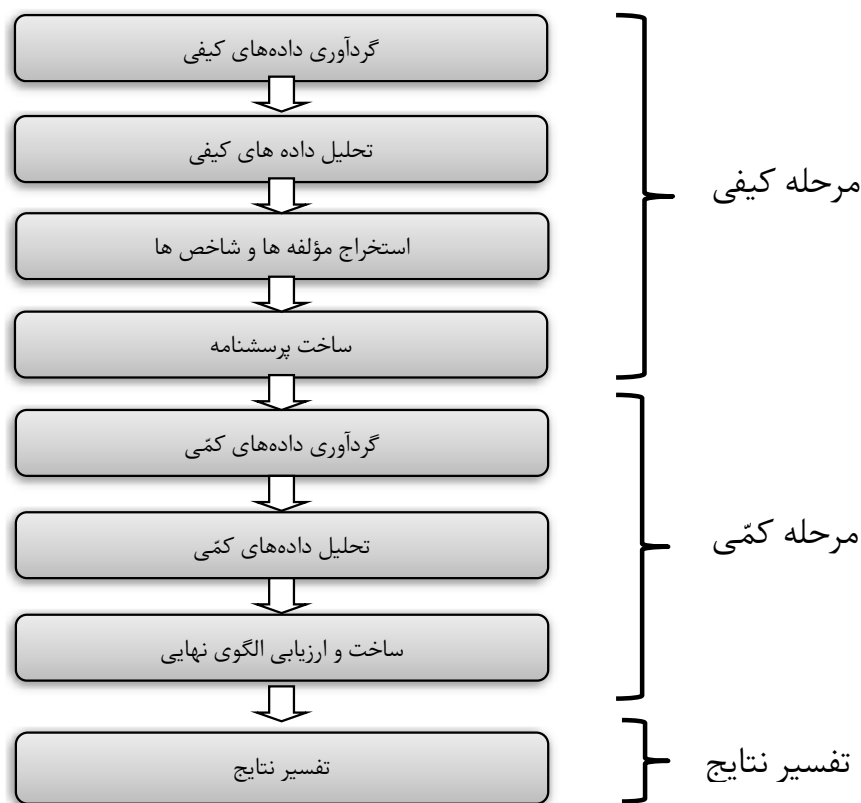 گردآوری داده‌های کیفی
تحلیل داده های کیفی
استخراج مؤلفه ها و شاخص ها
ساخت پرسشنامه
مرحله کیفی
گردآوری داده‌های کمّی
تحلیل داده‌های کمّی
ساخت و ارزیابی الگوی نهایی
مرحله کمّی
تفسیر نتایج
تفسیر نتایج